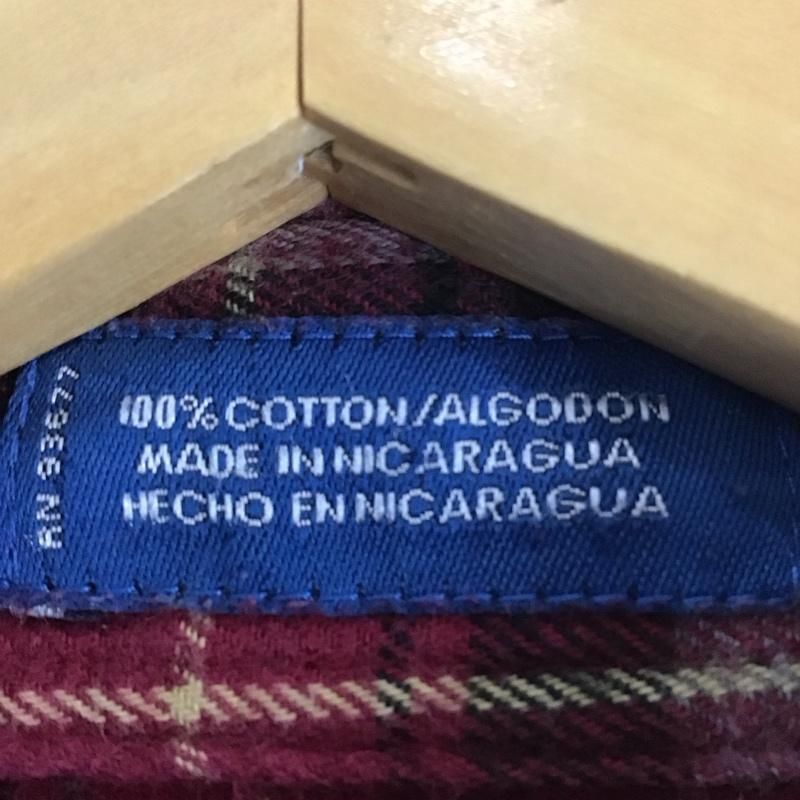 100% COTTON/ALGODON
MADE IN NICARAGUA
HECHO EN NICARAGUA
RN 93677